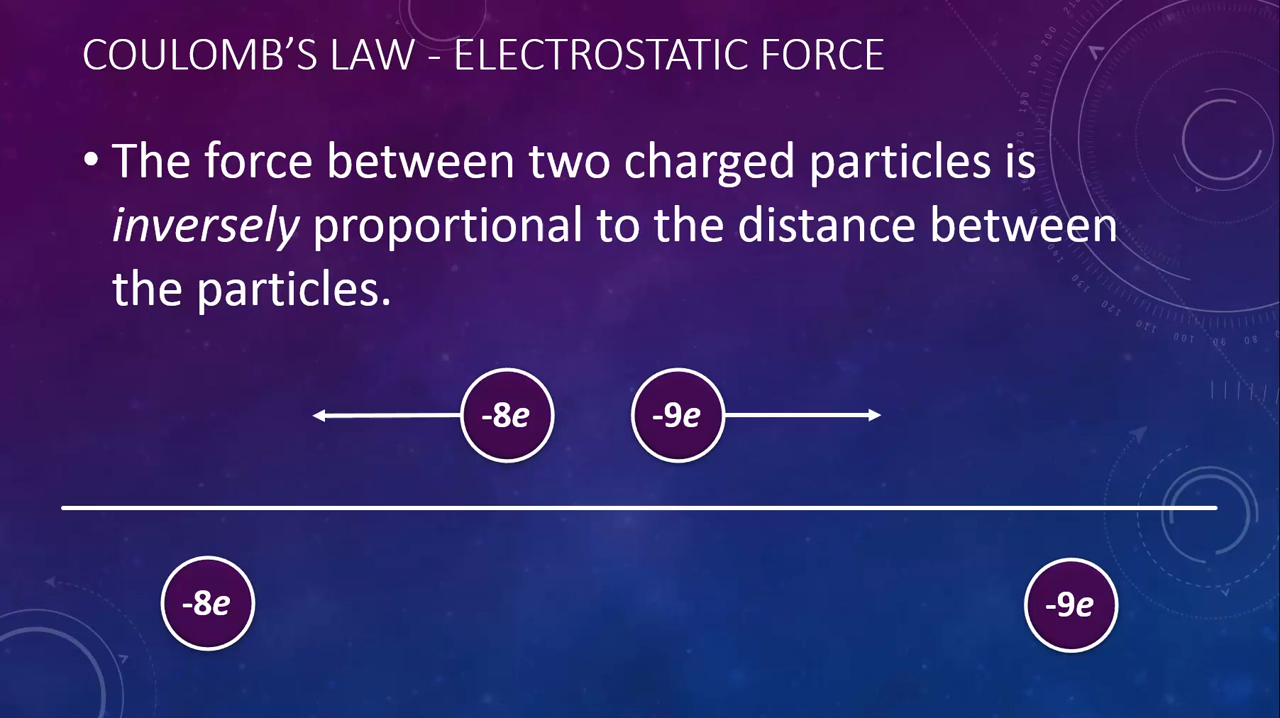 COULOMB’S LAW - ELECTROSTATIC FORCE
• The force between two charged particles is
inversely proportional to the distance between
the particles.
-8e
-9e
-8e
-9e